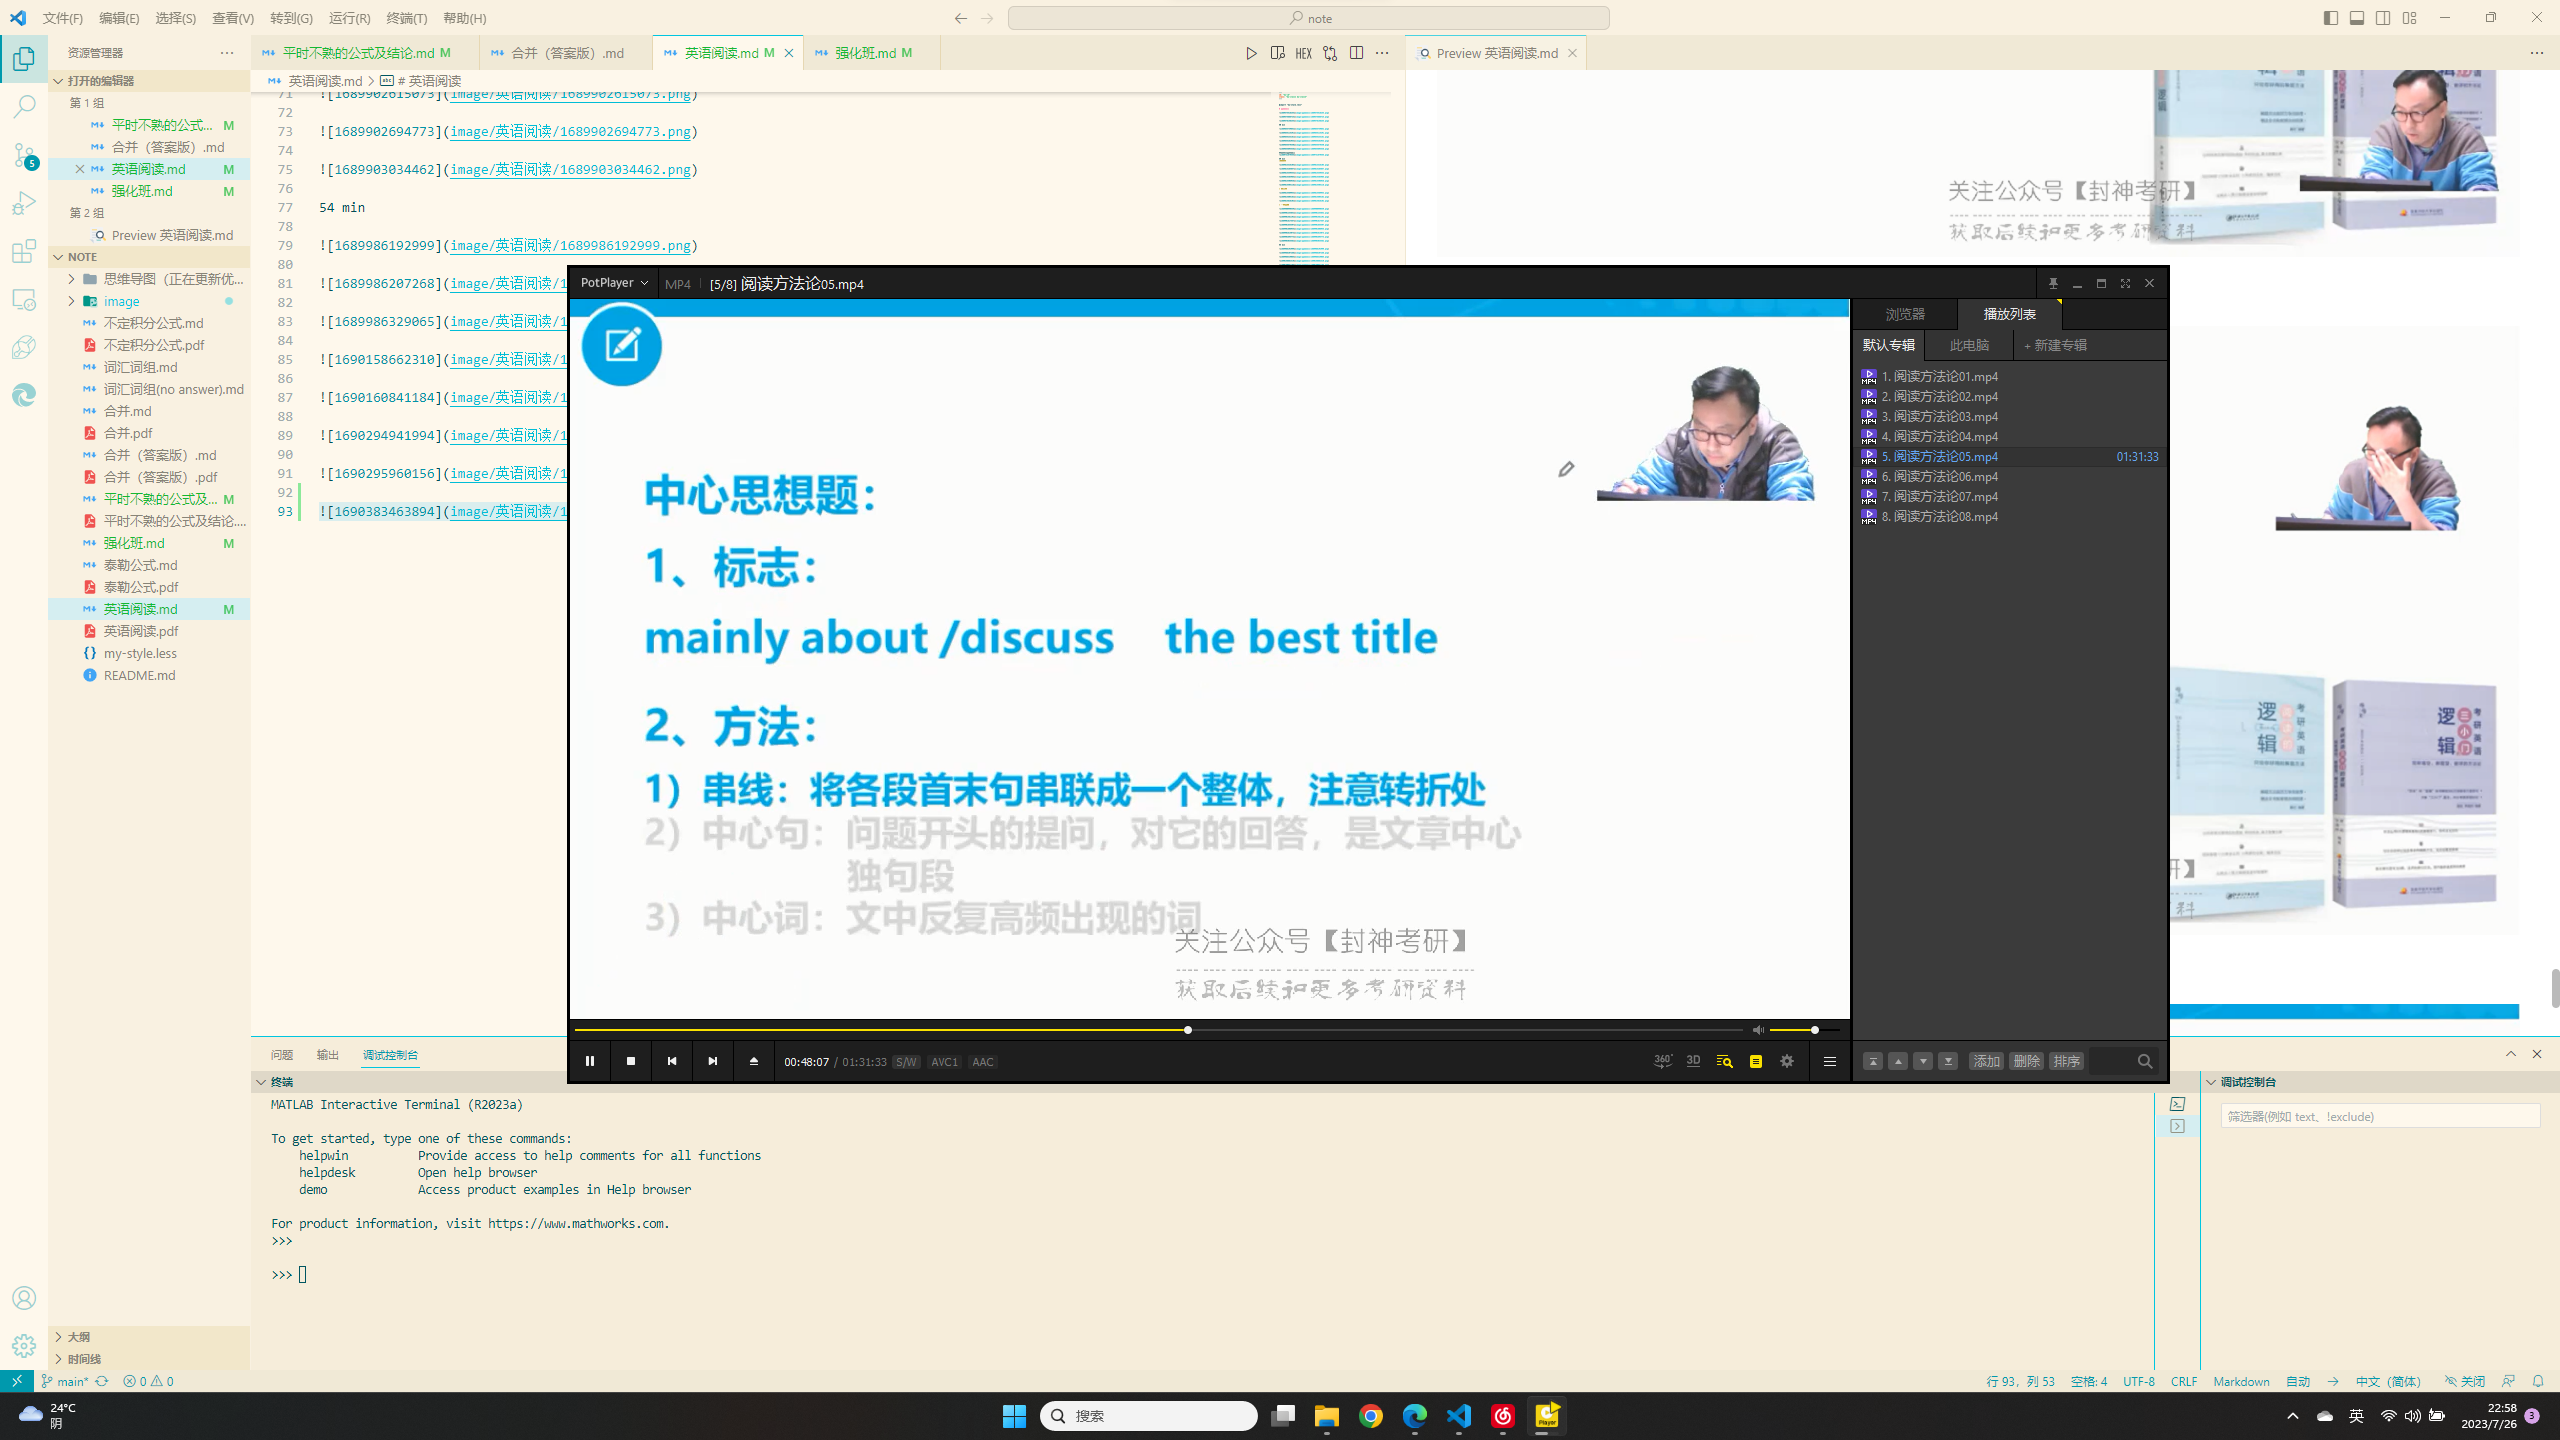 文件(F) 编辑(E) 选择(S) 查看(V) 转到(G) 运行(R) 终端(T) 帮助(H)
note
资源管理器
打开的编辑器
第 1 组
平时不熟的公式... M
合并（答案版）.md
英语阅读.md M
强化班.md M
第 2 组
Preview 英语阅读.md
NOTE
思维导图（正在更新优...
image
不定积分公式.md
不定积分公式.pdf
词汇词组.md
词汇词组(no answer).md
合并.md
合并.pdf
合并（答案版）.md
合并（答案版）.pdf
平时不熟的公式及... M
平时不熟的公式及结论....
强化班.md M
泰勒公式.md
泰勒公式.pdf
英语阅读.md M
英语阅读.pdf
my-style.less
README.md
大纲
时间线
5
平时不熟的公式及结论.md M
合并（答案版）.md
英语阅读.md M
强化班.md M
HEX
Preview 英语阅读.md
英语阅读.md > # 英语阅读
71 ![1689902615073](image/英语阅读/1689902615073.png)
72
73 ![1689902694773](image/英语阅读/1689902694773.png)
74
75 ![1689903034462](image/英语阅读/1689903034462.png)
76
77 54 min
78
79 ![1689986192999](image/英语阅读/1689986192999.png)
80
81 ![1689986207268](image/英语阅读/1
82
83 ![1689986329065](image/英语阅读/1
84
85 ![1690158662310](image/英语阅读/1
86
87 ![1690160841184](image/英语阅读/1
88
89 ![1690294941994](image/英语阅读/1
90
91 ![1690295960156](image/英语阅读/1
92
93 ![1690383463894](image/英语阅读/1
关注公众号【封神考研】
获取后续和更多考研资料
逻辑
PotPlayer MP4 [5/8] 阅读方法论05.mp4
中心思想题：
1、标志：
mainly about /discuss the best title
2、方法：
1）串线：将各段首末句串联成一个整体，注意转折处
2）中心句：问题开头的提问，对它的回答，是文章中心
独句段
3）中心词：文中反复高频出现的词
关注公众号【封神考研】
获取后续和更多考研资料
00:48:07 / 01:31:33 S/W AVC1 AAC
360° 3D
浏览器 播放列表
默认专辑 此电脑 + 新建专辑
1. 阅读方法论01.mp4
2. 阅读方法论02.mp4
3. 阅读方法论03.mp4
4. 阅读方法论04.mp4
5. 阅读方法论05.mp4 01:31:33
6. 阅读方法论06.mp4
7. 阅读方法论07.mp4
8. 阅读方法论08.mp4
添加 删除 排序
逻辑 考研英语
逻辑 三小门 考研英语
研】
料
问题 输出 调试控制台
终端
MATLAB Interactive Terminal (R2023a)
To get started, type one of these commands:
helpwin Provide access to help comments for all functions
helpdesk Open help browser
demo Access product examples in Help browser
For product information, visit https://www.mathworks.com.
>>>
>>>
调试控制台
筛选器(例如 text、!exclude)
main* 0 0
行 93，列 53 空格: 4 UTF-8 CRLF Markdown 自动 中文（简体） 关闭
24°C
阴
搜索
英
22:58
2023/7/26
3